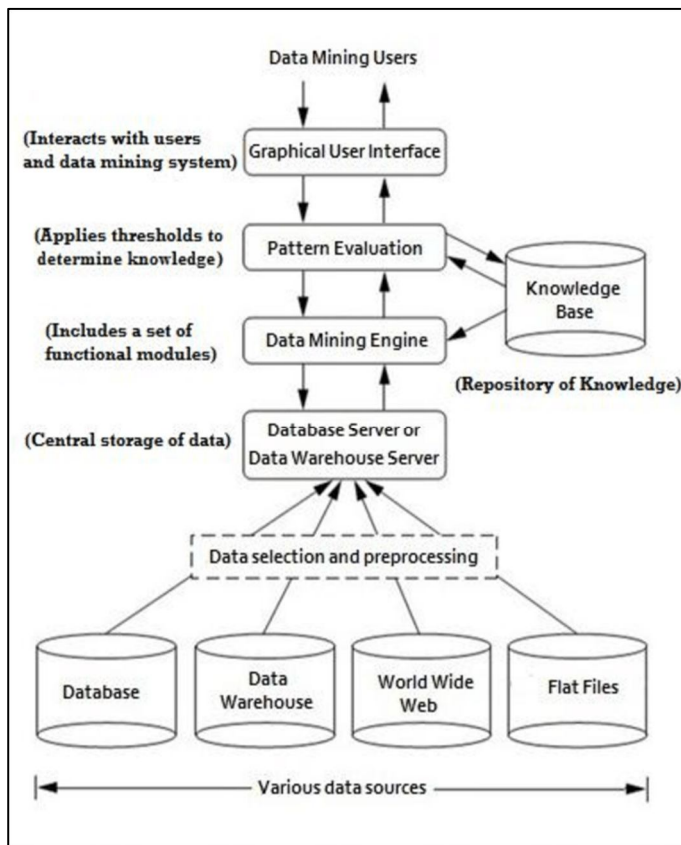 Data Mining Users
(Interacts with users
and data mining system)
Graphical User Interface
(Applies thresholds to
determine knowledge)
Pattern Evaluation
Knowledge
Base
(Includes a set of
functional modules)
Data Mining Engine
(Repository of Knowledge)
(Central storage of data)
Database Server or
Data Warehouse Server
Data selection and preprocessing
Database
Data
Warehouse
World Wide
Web
Flat Files
Various data sources